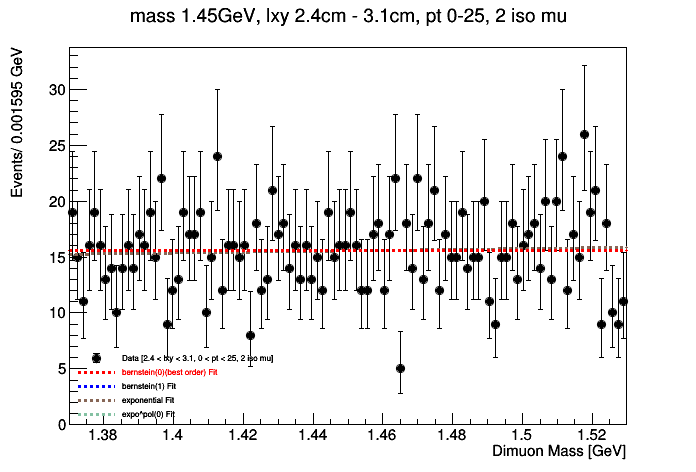 mass 1.45GeV, lxy 2.4cm - 3.1cm, pt 0-25, 2 iso mu
Events/ 0.001595 GeV
30
25
20
15
10
5
0
Data [2.4 < lxy < 3.1, 0 < pt < 25, 2 iso mu]
bernstein(0)(best order) Fit
bernstein(1) Fit
exponential Fit
expo*pol(0) Fit
1.38 1.4 1.42 1.44 1.46 1.48 1.5 1.52
Dimuon Mass [GeV]